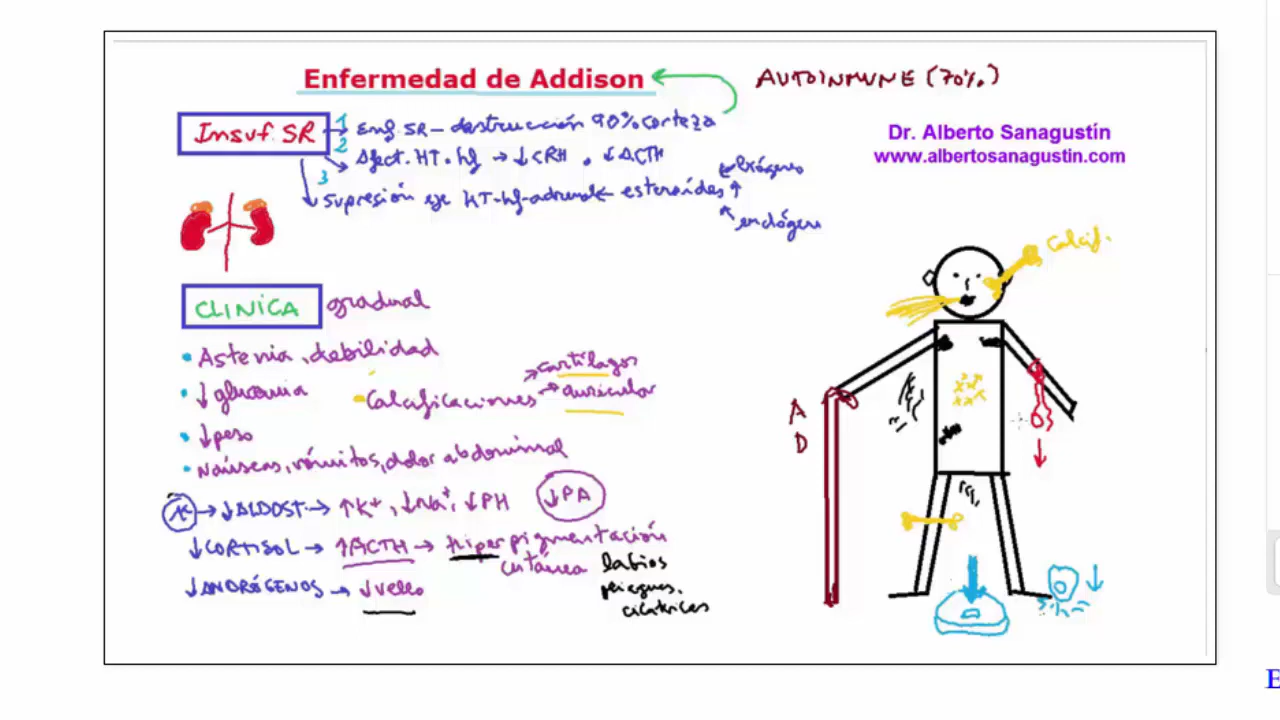 Enfermedad de Addison
AUTOINMUNE (70%)
Dr. Alberto Sanagustín
www.albertosanagustin.com
Insuf. SR
1 Enf. SR - destrucción 90% corteza
2 Afect. HT-hf → ↓CRH . ↓ACTH
3 Supresión eje HT-hf-adrenal ← esteroides ↑
exógeno
endógeno
CLINICA gradual
• Astenia, debilidad
• ↓glucemia
Calcificaciones → cartílagos
→ auricular
• ↓peso
• Náuseas, vómitos, dolor abdominal
→ ↓ALDOST → ↑K+, ↓Na+, ↓PH ↓PA
↓CORTISOL → ↑ACTH → hiperpigmentación
cutánea labios
pliegues.
cicatrices
↓ANDRÓGENOS → ↓vello
Calcif.
A
D
E